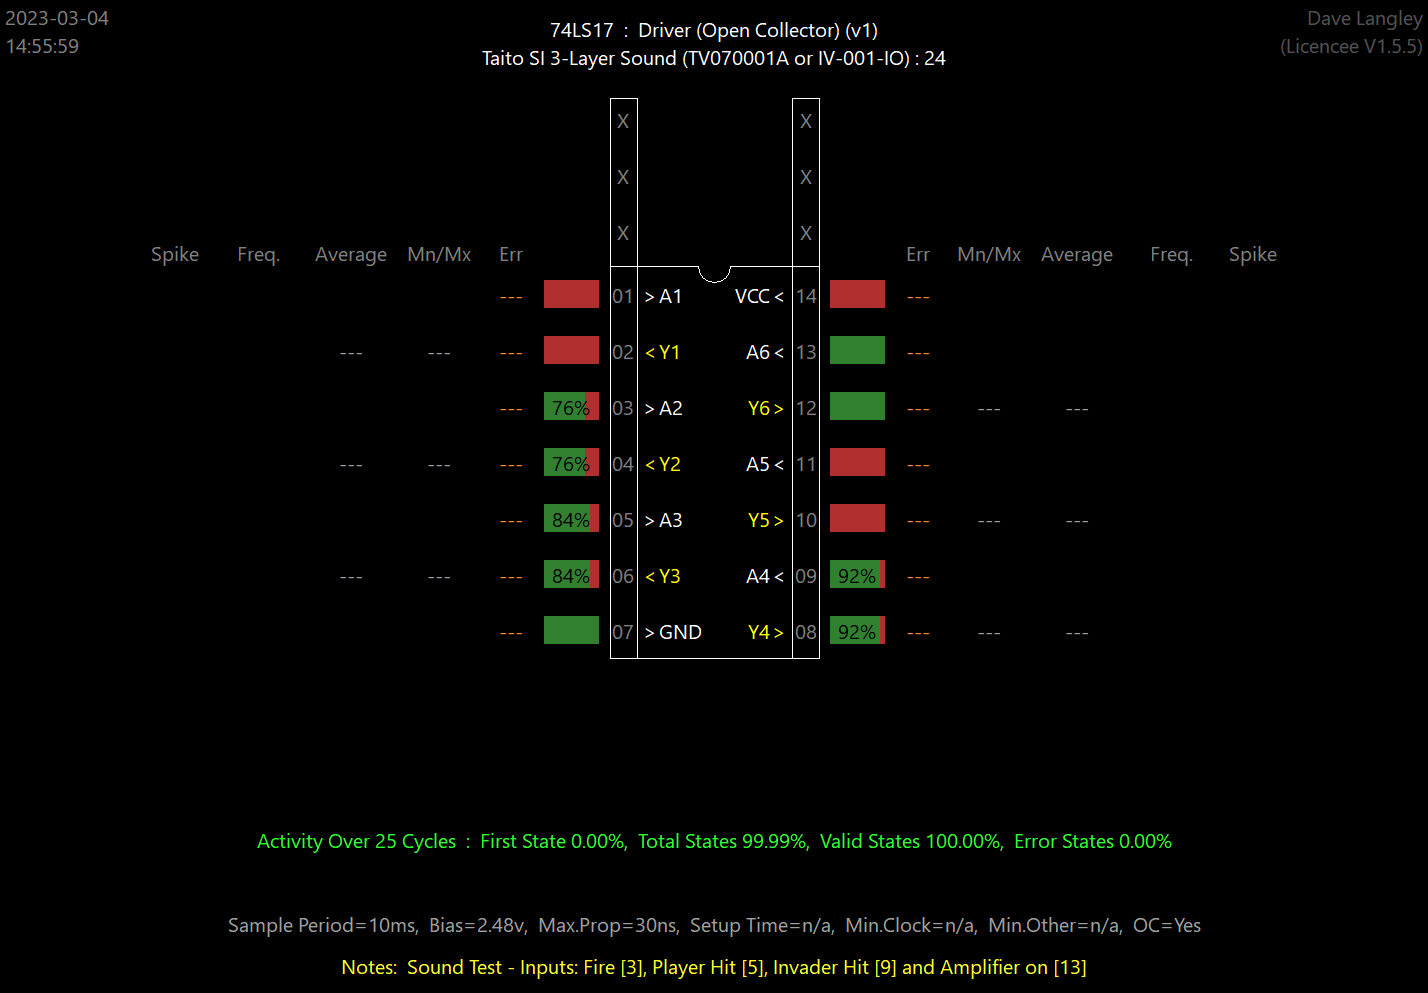 2023-03-04
14:55:59
74LS17 : Driver (Open Collector) (v1)
Taito SI 3-Layer Sound (TV070001A or IV-001-IO) : 24
Dave Langley
(Licencee V1.5.5)
X X
X X
X X
Spike Freq. Average Mn/Mx Err Err Mn/Mx Average Freq. Spike
--- 01 > A1 VCC < 14 ---
--- --- --- 02 < Y1 A6 < 13 ---
--- 76% 03 > A2 Y6 > 12 --- --- ---
--- --- --- 76% 04 < Y2 A5 < 11 ---
--- 84% 05 > A3 Y5 > 10 --- --- ---
--- --- --- 84% 06 < Y3 A4 < 09 92% ---
--- 07 > GND Y4 > 08 92% --- --- ---
Activity Over 25 Cycles : First State 0.00%, Total States 99.99%, Valid States 100.00%, Error States 0.00%
Sample Period=10ms, Bias=2.48v, Max.Prop=30ns, Setup Time=n/a, Min.Clock=n/a, Min.Other=n/a, OC=Yes
Notes: Sound Test - Inputs: Fire [3], Player Hit [5], Invader Hit [9] and Amplifier on [13]